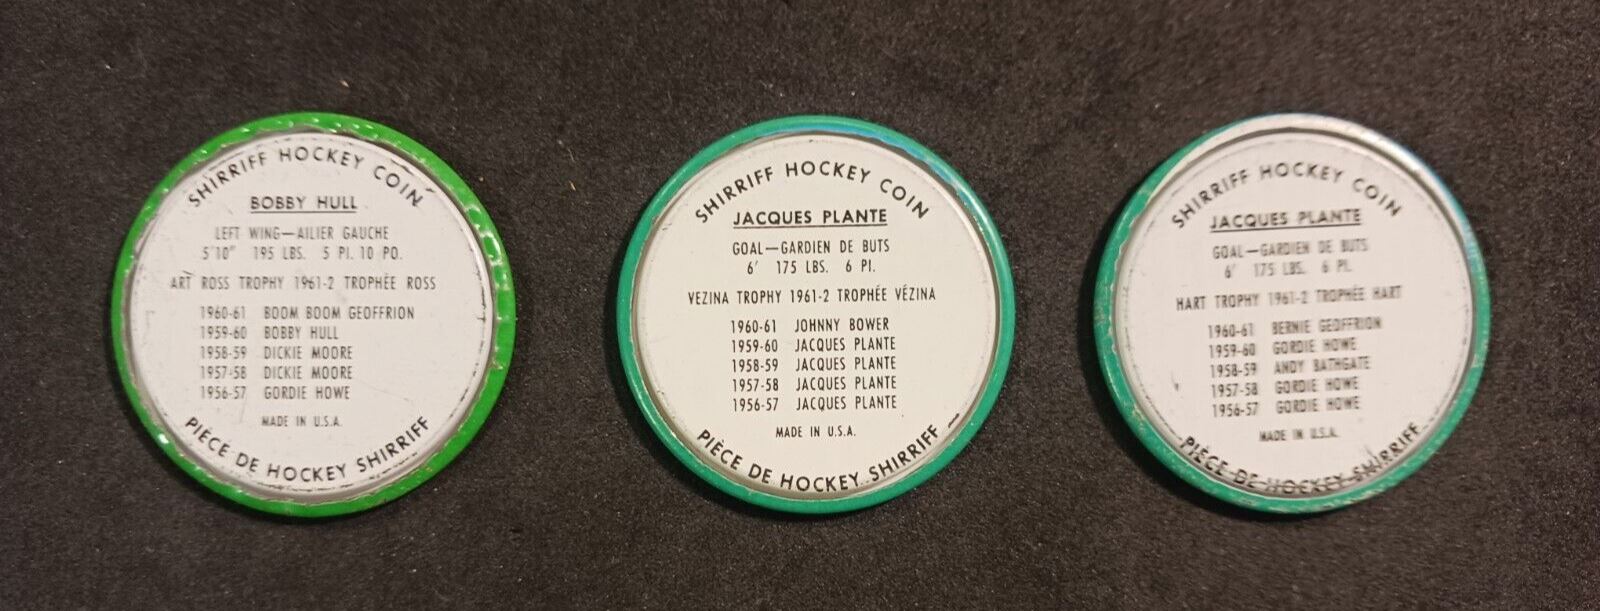 SHIRRIFF HOCKEY COIN
BOBBY HULL
LEFT WING—AILIER GAUCHE
5'10" 195 LBS. 5 PI. 10 PO.
ART ROSS TROPHY 1961-2 TROPHÉE ROSS
1960-61 BOOM BOOM GEOFFRION
1959-60 BOBBY HULL
1958-59 DICKIE MOORE
1957-58 DICKIE MOORE
1956-57 GORDIE HOWE
MADE IN U.S.A.
PIÈCE DE HOCKEY SHIRRIFF
SHIRRIFF HOCKEY COIN
JACQUES PLANTE
GOAL—GARDIEN DE BUTS
6' 175 LBS. 6 PI.
VEZINA TROPHY 1961-2 TROPHÉE VÉZINA
1960-61 JOHNNY BOWER
1959-60 JACQUES PLANTE
1958-59 JACQUES PLANTE
1957-58 JACQUES PLANTE
1956-57 JACQUES PLANTE
MADE IN U.S.A.
PIÈCE DE HOCKEY SHIRRIFF
SHIRRIFF HOCKEY COIN
JACQUES PLANTE
GOAL—GARDIEN DE BUTS
6' 175 LBS. 6 PI.
HART TROPHY 1961-2 TROPHÉE HART
1960-61 BERNIE GEOFFRION
1959-60 GORDIE HOWE
1958-59 ANDY BATHGATE
1957-58 GORDIE HOWE
1956-57 GORDIE HOWE
MADE IN U.S.A.
PIÈCE DE HOCKEY SHIRRIFF